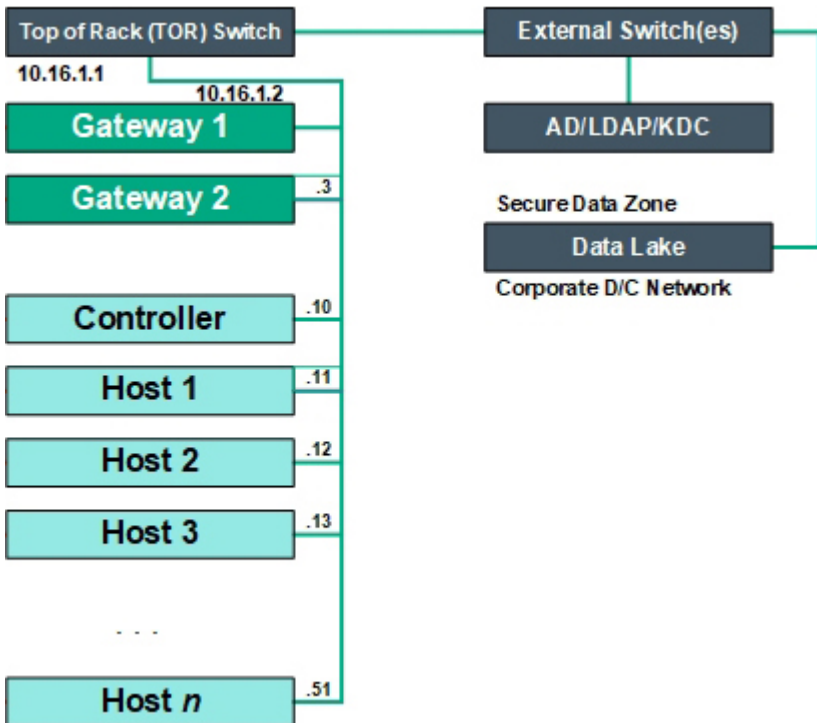 Top of Rack (TOR) Switch
External Switch(es)
10.16.1.1
10.16.1.2
Gateway 1
AD/LDAP/KDC
Gateway 2
.3
Secure Data Zone
Data Lake
Corporate D/C Network
Controller
.10
Host 1
.11
Host 2
.12
Host 3
.13
. . .
Host n
.51